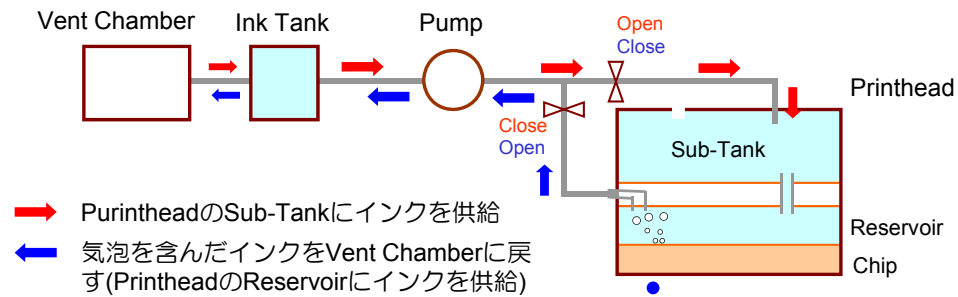 Vent Chamber
Ink Tank
Pump
Open
Close
Printhead
Close
Open
Sub-Tank
Reservoir
Chip
PurintheadのSub-Tankにインクを供給
気泡を含んだインクをVent Chamberに戻
す(PrintheadのReservoirにインクを供給)